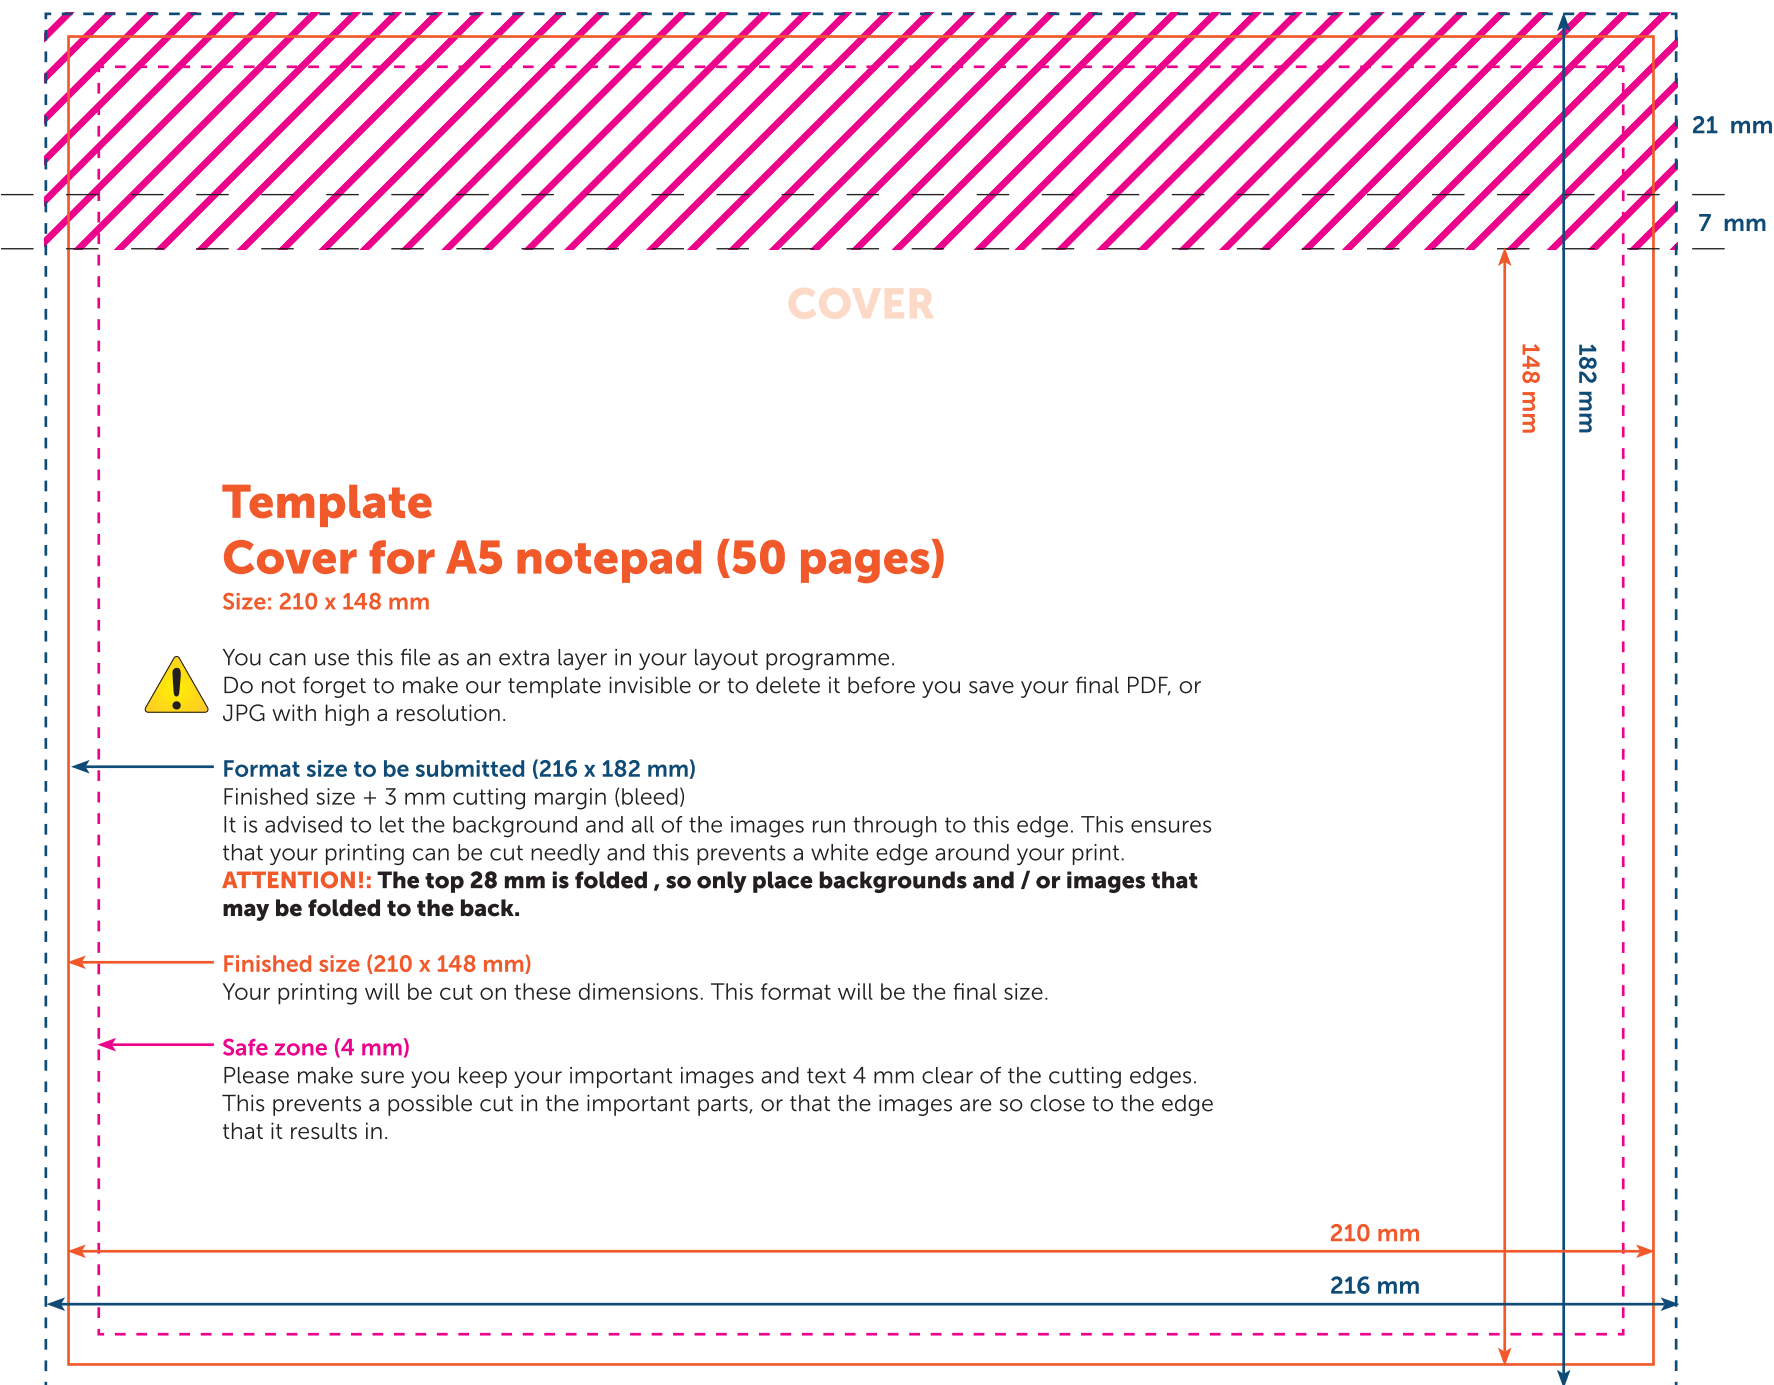 21 mm
7 mm
COVER
148 mm
182 mm
Template
Cover for A5 notepad (50 pages)
Size: 210 x 148 mm
You can use this file as an extra layer in your layout programme.
Do not forget to make our template invisible or to delete it before you save your final PDF, or
JPG with high a resolution.
Format size to be submitted (216 x 182 mm)
Finished size + 3 mm cutting margin (bleed)
It is advised to let the background and all of the images run through to this edge. This ensures
that your printing can be cut needly and this prevents a white edge around your print.
ATTENTION!: The top 28 mm is folded , so only place backgrounds and / or images that
may be folded to the back.
Finished size (210 x 148 mm)
Your printing will be cut on these dimensions. This format will be the final size.
Safe zone (4 mm)
Please make sure you keep your important images and text 4 mm clear of the cutting edges.
This prevents a possible cut in the important parts, or that the images are so close to the edge
that it results in.
210 mm
216 mm